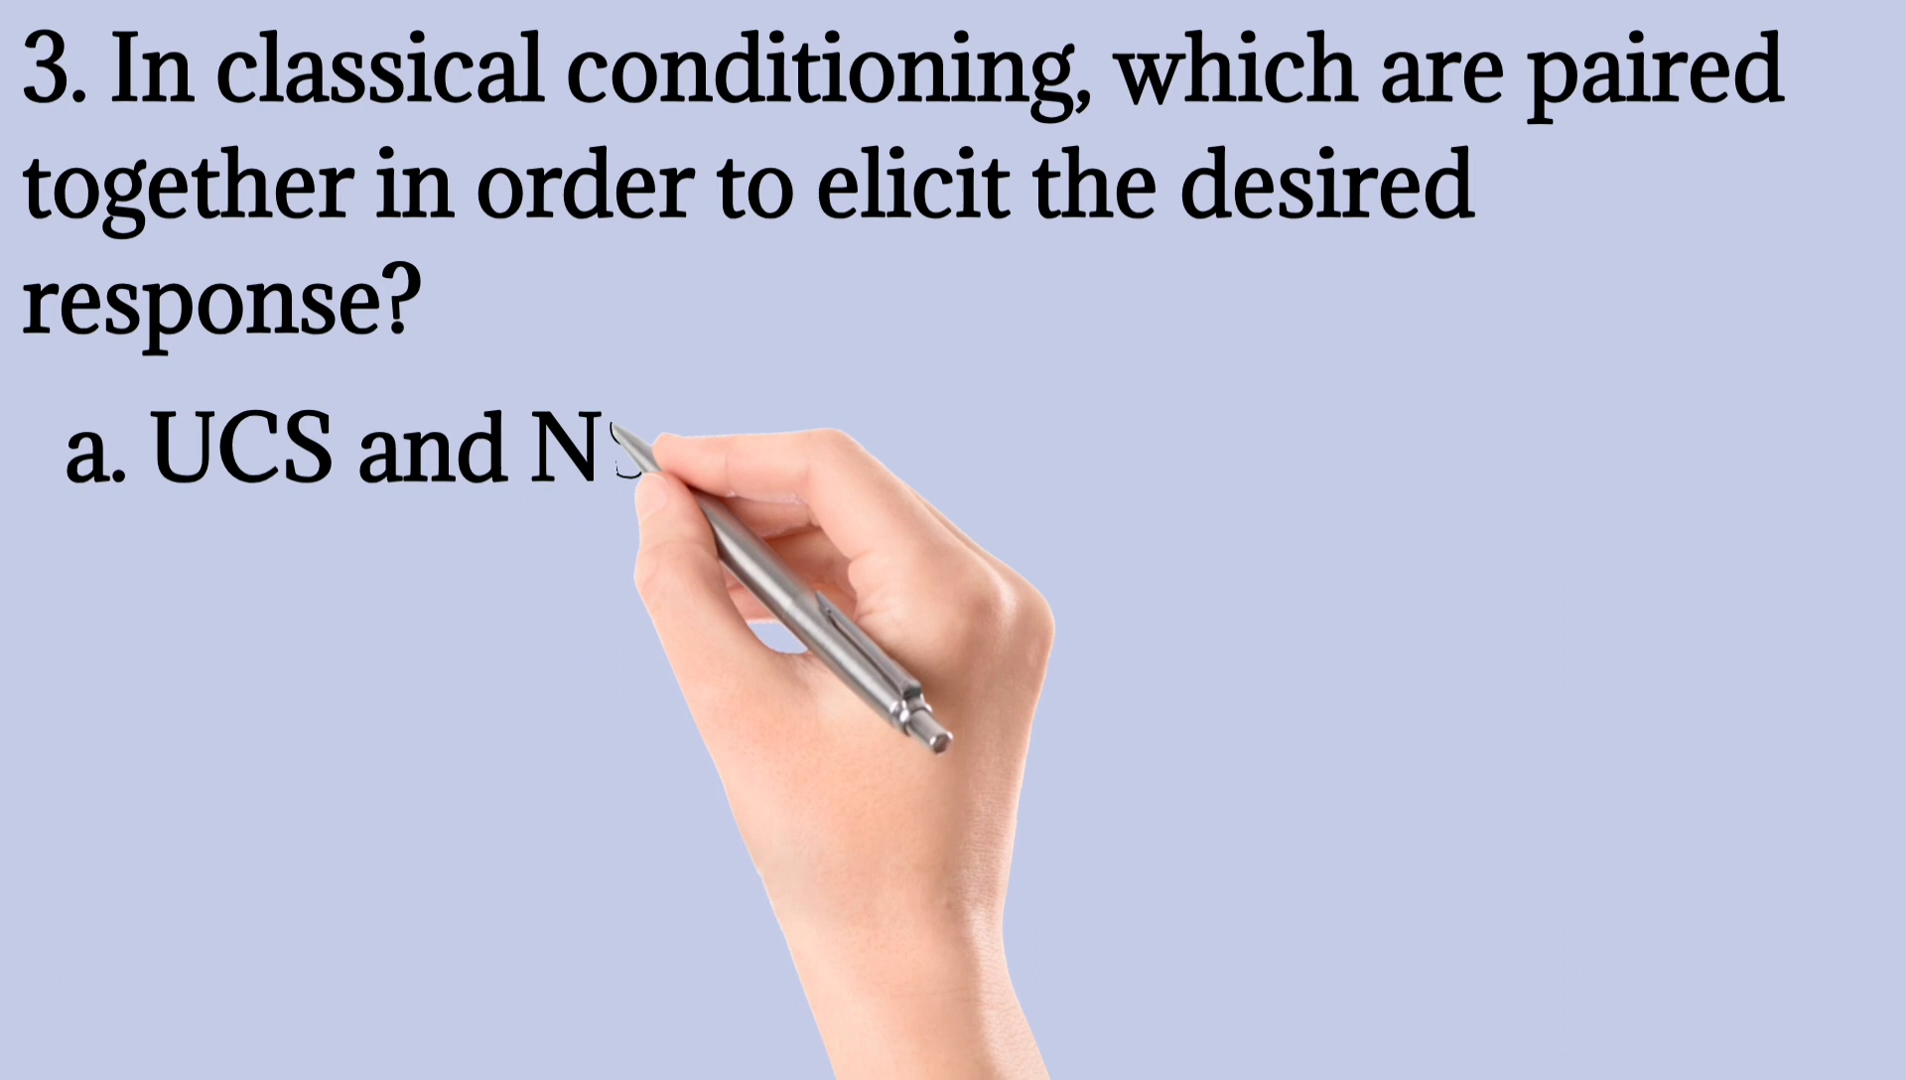 3. In classical conditioning, which are paired
together in order to elicit the desired
response?
a. UCS and N